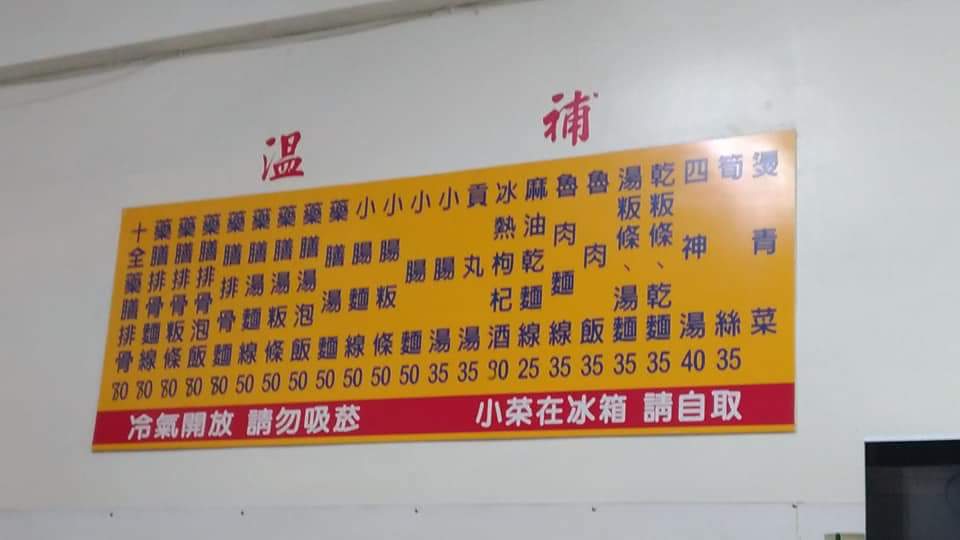 溫補
十全藥膳排骨 80
藥膳排骨麵線 80
藥膳排骨粄條 80
藥膳排骨泡飯 80
藥膳排骨麵 80
藥膳湯麵線 50
藥膳湯粄條 50
藥膳湯泡飯 50
藥膳湯麵 50
小腸麵線 50
小腸粄條 50
小腸麵 50
小腸湯 35
貢丸湯 35
冰熱枸杞酒
麻油乾麵線 25
魯肉麵線 35
魯肉飯 35
湯粄條、湯麵 35
乾粄條、乾麵 35
四神湯 40
筍絲 35
燙青菜
冷氣開放 請勿吸菸
小菜在冰箱 請自取